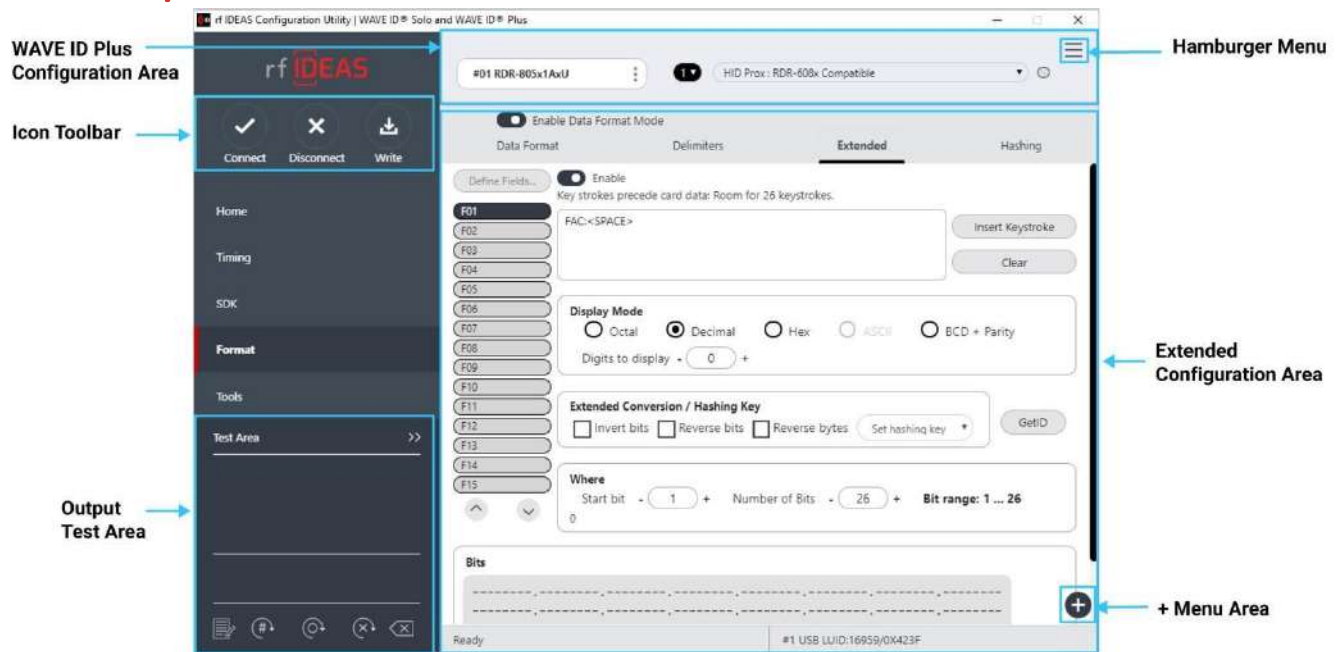 rf IDEAS Configuration Utility | WAVE ID® Solo and WAVE ID® Plus
WAVE ID Plus
Configuration Area
Hamburger Menu
rf IDEAS
#01 RDR-805x1AxU
1
HID Prox : RDR-608x Compatible
Icon Toolbar
Connect Disconnect Write
Enable Data Format Mode
Data Format Delimiters Extended Hashing
Home
Timing
SDK
Format
Tools
Define Fields... Enable
Key strokes precede card data: Room for 26 keystrokes.
F01
F02
F03
F04
F05
F06
F07
F08
F09
F10
F11
F12
F13
F14
F15
FAC:<SPACE>
Insert Keystroke
Clear
Display Mode
Octal Decimal Hex ASCII BCD + Parity
Digits to display - 0 +
Extended
Configuration Area
Extended Conversion / Hashing Key
Invert bits Reverse bits Reverse bytes Set hashing key
GetID
Test Area >>
Where
Start bit - 1 + Number of Bits - 26 + Bit range: 1 ... 26
0
Output
Test Area
Bits
--------.--------.--------.--------.--------.--------.--------
--------.--------.--------.--------.--------.--------.--------
+ Menu Area
Ready
#1 USB LUID:16959/0X423F